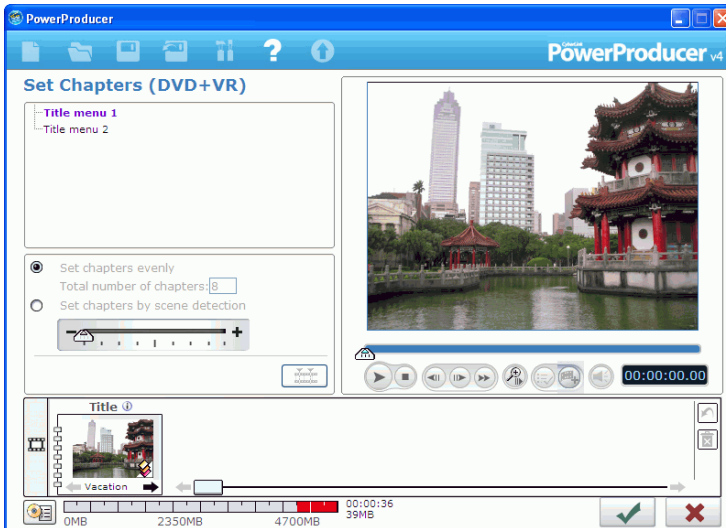 PowerProducer
CyberLink
PowerProducer v4
Set Chapters (DVD+VR)
Title menu 1
Title menu 2
Set chapters evenly
Total number of chapters: 8
Set chapters by scene detection
00:00:00.00
Title
Vacation
00:00:36
39MB
0MB
2350MB
4700MB